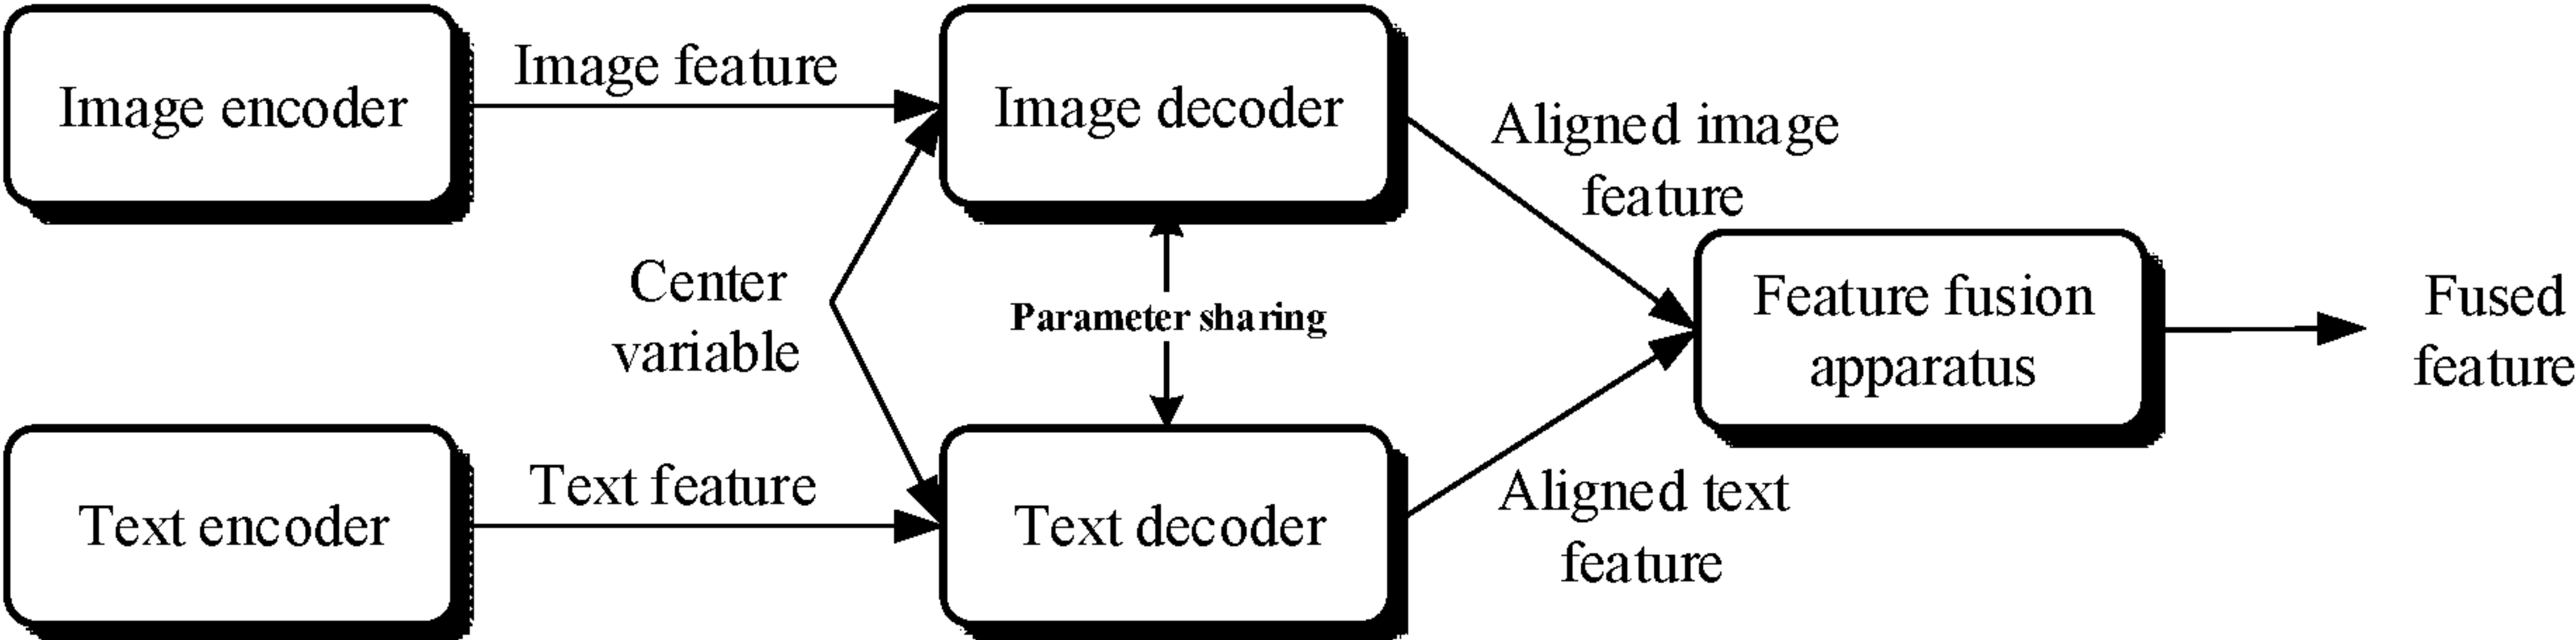 Image encoder
Image feature
Image decoder
Aligned image
feature
Center
variable
Parameter sharing
Feature fusion
apparatus
Fused
feature
Text encoder
Text feature
Text decoder
Aligned text
feature